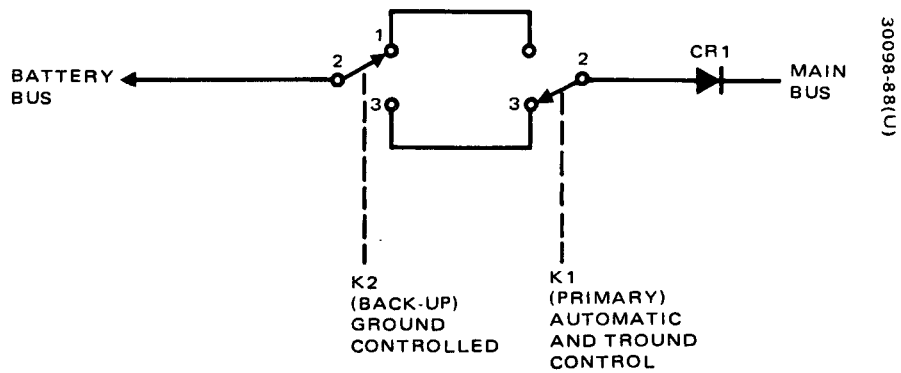 1
2
3
BATTERY
BUS
2
3
CR1
MAIN
BUS
30098-88(U)
K2
(BACK-UP)
GROUND
CONTROLLED
K1
(PRIMARY)
AUTOMATIC
AND TROUND
CONTROL